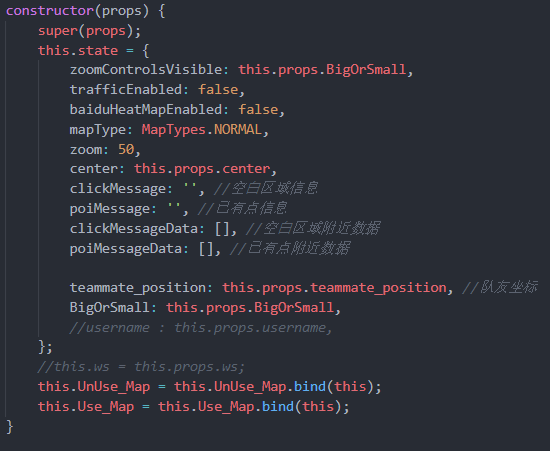 constructor(props) {
super(props);
this.state = {
zoomControlsVisible: this.props.BigOrSmall,
trafficEnabled: false,
baiduHeatMapEnabled: false,
mapType: MapTypes.NORMAL,
zoom: 50,
center: this.props.center,
clickMessage: '', //空白区域信息
poiMessage: '', //已有点信息
clickMessageData: [], //空白区域附近数据
poiMessageData: [], //已有点附近数据
teammate_position: this.props.teammate_position, //队友坐标
BigOrSmall: this.props.BigOrSmall,
//username : this.props.username,
};
//this.ws = this.props.ws;
this.UnUse_Map = this.UnUse_Map.bind(this);
this.Use_Map = this.Use_Map.bind(this);
}